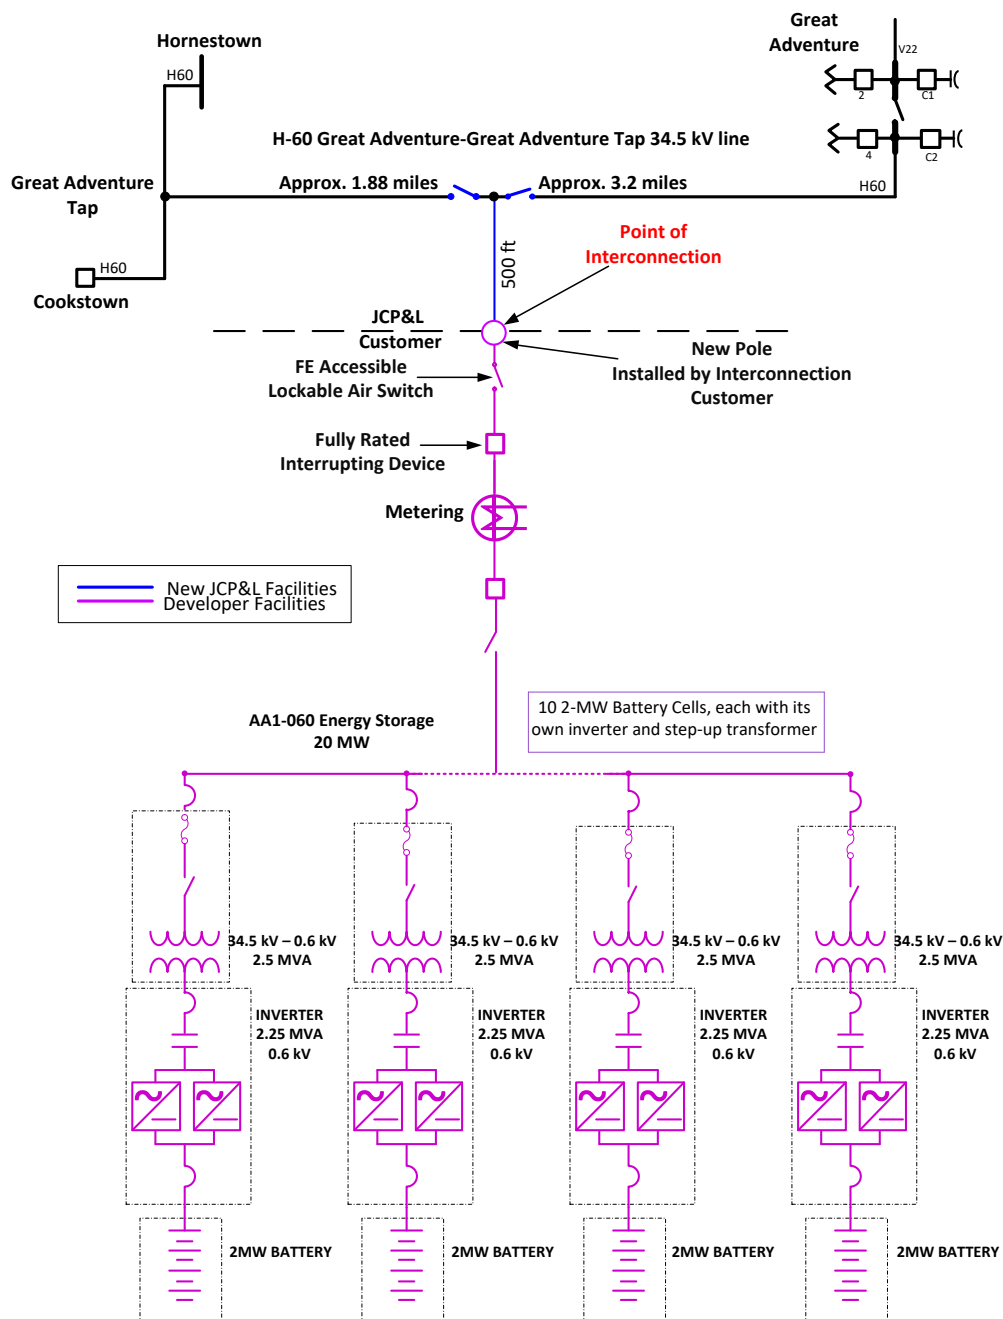 Great
Adventure
Hornestown
V22
H60
2
C1
H-60 Great Adventure-Great Adventure Tap 34.5 kV line
4
C2
Great Adventure
Tap
Approx. 1.88 miles
Approx. 3.2 miles
H60
500 ft
Point of
Interconnection
H60
Cookstown
JCP&L
Customer
New Pole
Installed by Interconnection
Customer
FE Accessible
Lockable Air Switch
Fully Rated
Interrupting Device
Metering
New JCP&L Facilities
Developer Facilities
10 2-MW Battery Cells, each with its
own inverter and step-up transformer
AA1-060 Energy Storage
20 MW
34.5 kV – 0.6 kV
2.5 MVA
34.5 kV – 0.6 kV
2.5 MVA
34.5 kV – 0.6 kV
2.5 MVA
34.5 kV – 0.6 kV
2.5 MVA
INVERTER
2.25 MVA
0.6 kV
INVERTER
2.25 MVA
0.6 kV
INVERTER
2.25 MVA
0.6 kV
INVERTER
2.25 MVA
0.6 kV
2MW BATTERY
2MW BATTERY
2MW BATTERY
2MW BATTERY